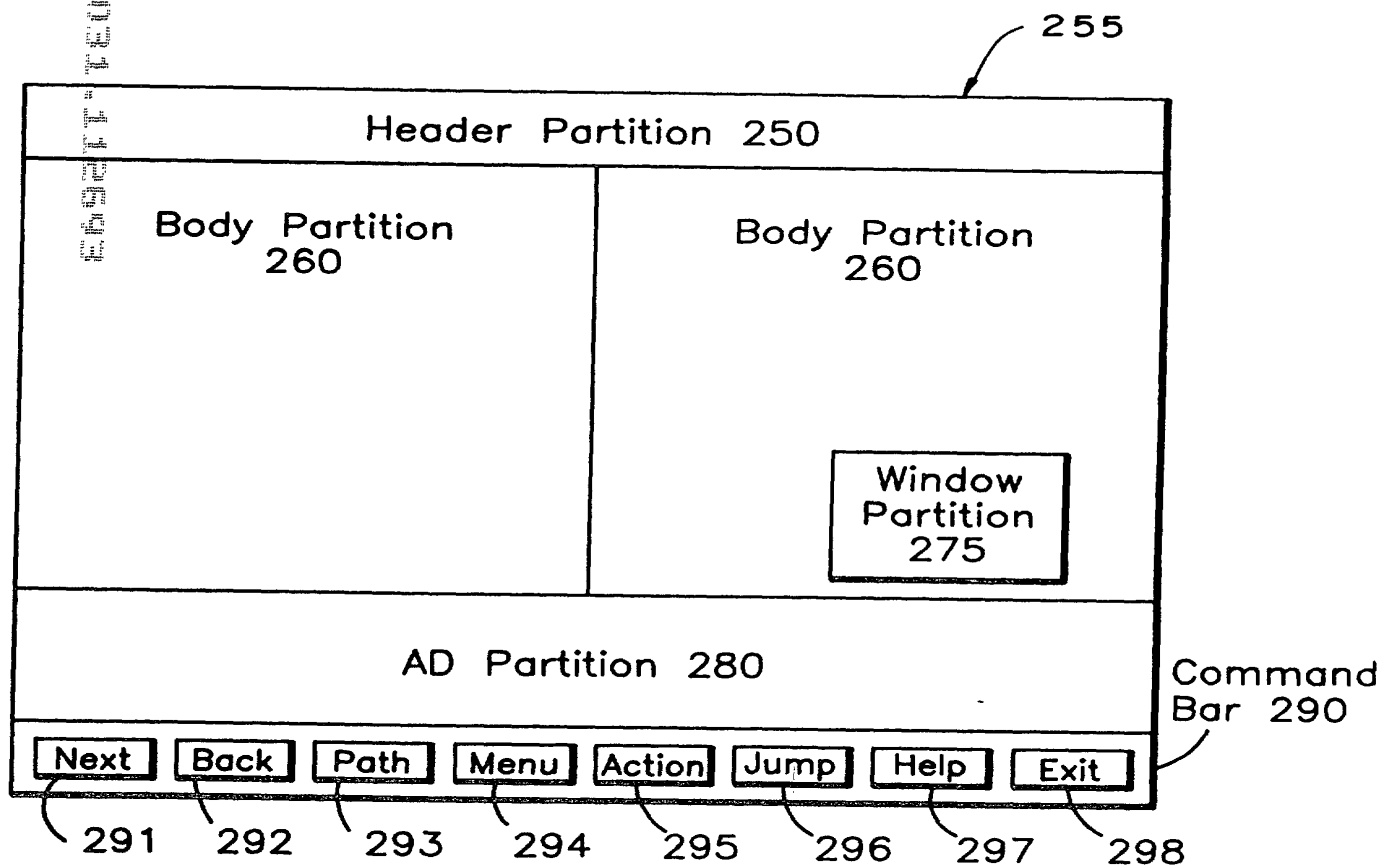 255
Header Partition 250
Body Partition
260
Body Partition
260
Window
Partition
275
AD Partition 280
Command
Bar 290
Next Back Path Menu Action Jump Help Exit
291 292 293 294 295 296 297 298